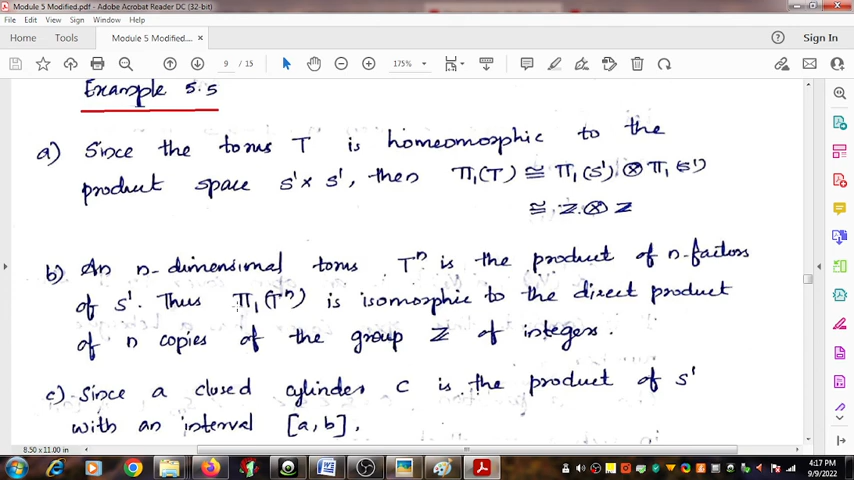 Module 5 Modified.pdf - Adobe Acrobat Reader DC (32-bit)
File Edit View Sign Window Help
Home Tools Module 5 Modified.... × Sign In
9 / 15 175%
Example 5.5
a) Since the torus T is homeomorphic to the
product space S¹ × S¹, then Π₁(T) ≅ Π₁(S¹) ⊗ Π₁(S¹)
≅ Z ⊗ Z
b) An n-dimensional torus Tⁿ is the product of n-factors
of S¹. Thus Π₁(Tⁿ) is isomorphic to the direct product
of n copies of the group Z of integers.
c) Since a closed cylinder C is the product of S¹
with an interval [a, b],
8.50 x 11.00 in
4:17 PM
9/9/2022